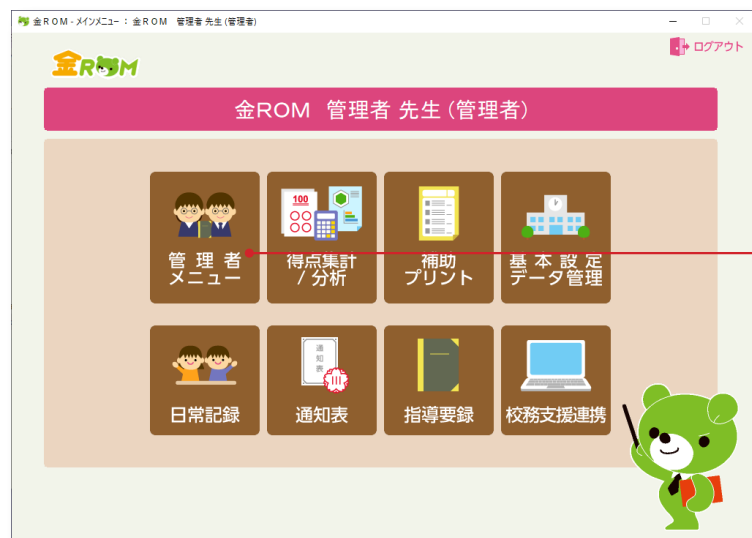 金ROM - メインメニュー : 金ROM 管理者 先生 (管理者)
ログアウト
金ROM
金ROM 管理者 先生 (管理者)
管 理 者
メニュー
100
得点集計
/ 分析
補助
プリント
基 本 設 定
データ管理
日常記録
通
知
表
通知表
指導要録
校務支援連携